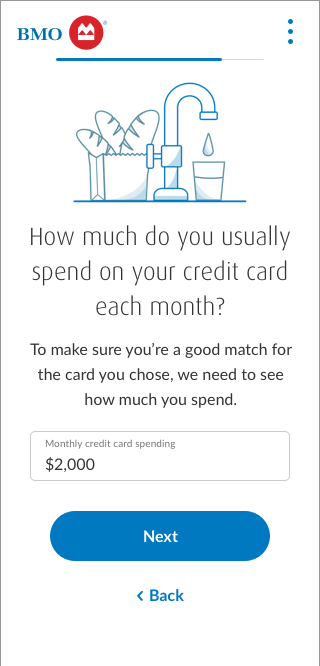 BMO
How much do you usually
spend on your credit card
each month?
To make sure you’re a good match for
the card you chose, we need to see
how much you spend.
Monthly credit card spending
$2,000
Next
Back